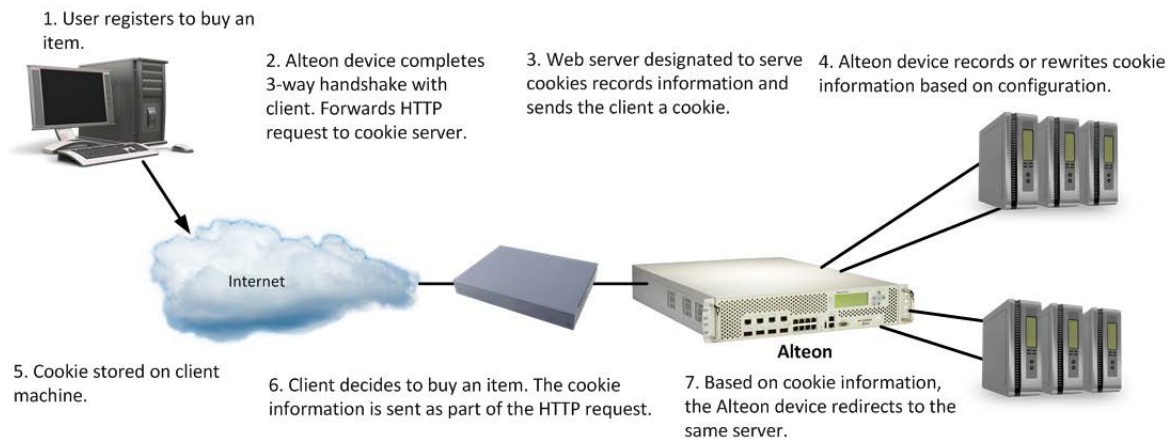 1. User registers to buy an
item.
2. Alteon device completes
3-way handshake with
client. Forwards HTTP
request to cookie server.
3. Web server designated to serve
cookies records information and
sends the client a cookie.
4. Alteon device records or rewrites cookie
information based on configuration.
Internet
Alteon
5. Cookie stored on client
machine.
6. Client decides to buy an item. The cookie
information is sent as part of the HTTP request.
7. Based on cookie information,
the Alteon device redirects to the
same server.